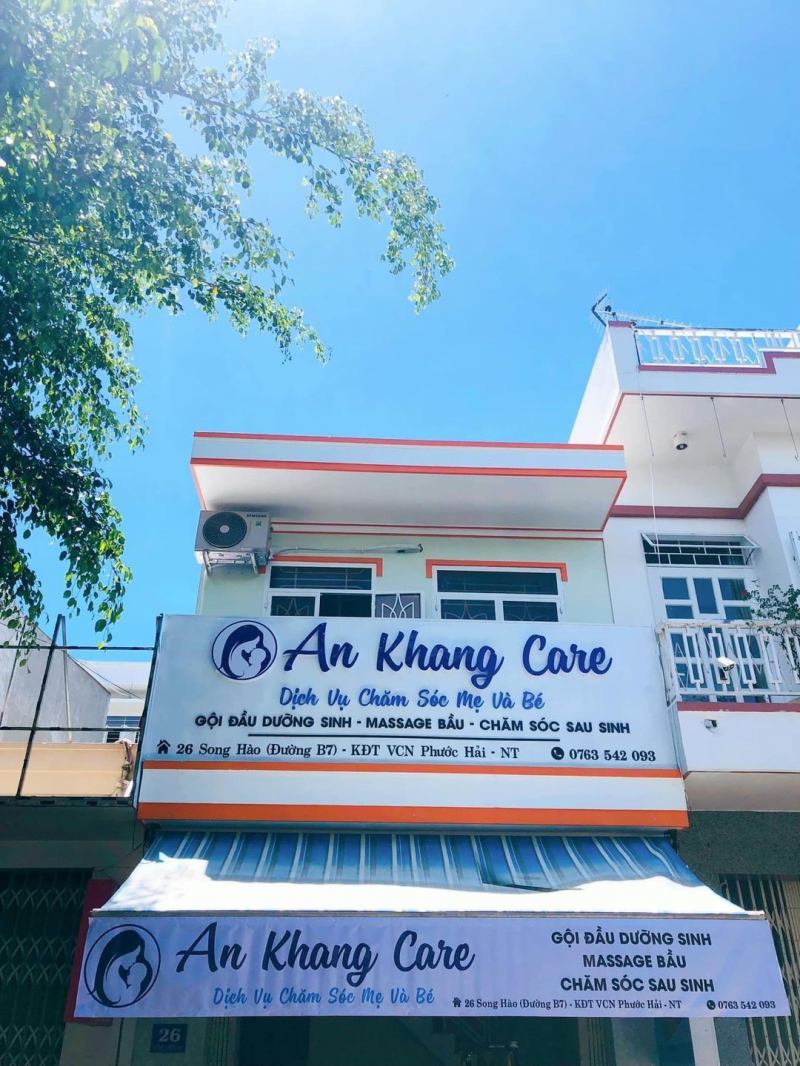 SAMSUNG
An Khang Care
Dịch Vụ Chăm Sóc Mẹ Và Bé
GỘI ĐẦU DƯỠNG SINH - MASSAGE BẦU - CHĂM SÓC SAU SINH
26 Song Hào (Đường B7) - KĐT VCN Phước Hải - NT 0763 542 093
An Khang Care
Dịch Vụ Chăm Sóc Mẹ Và Bé
GỘI ĐẦU DƯỠNG SINH
MASSAGE BẦU
CHĂM SÓC SAU SINH
26 Song Hào (Đường B7) - KĐT VCN Phước Hải - NT 0763 542 093
26